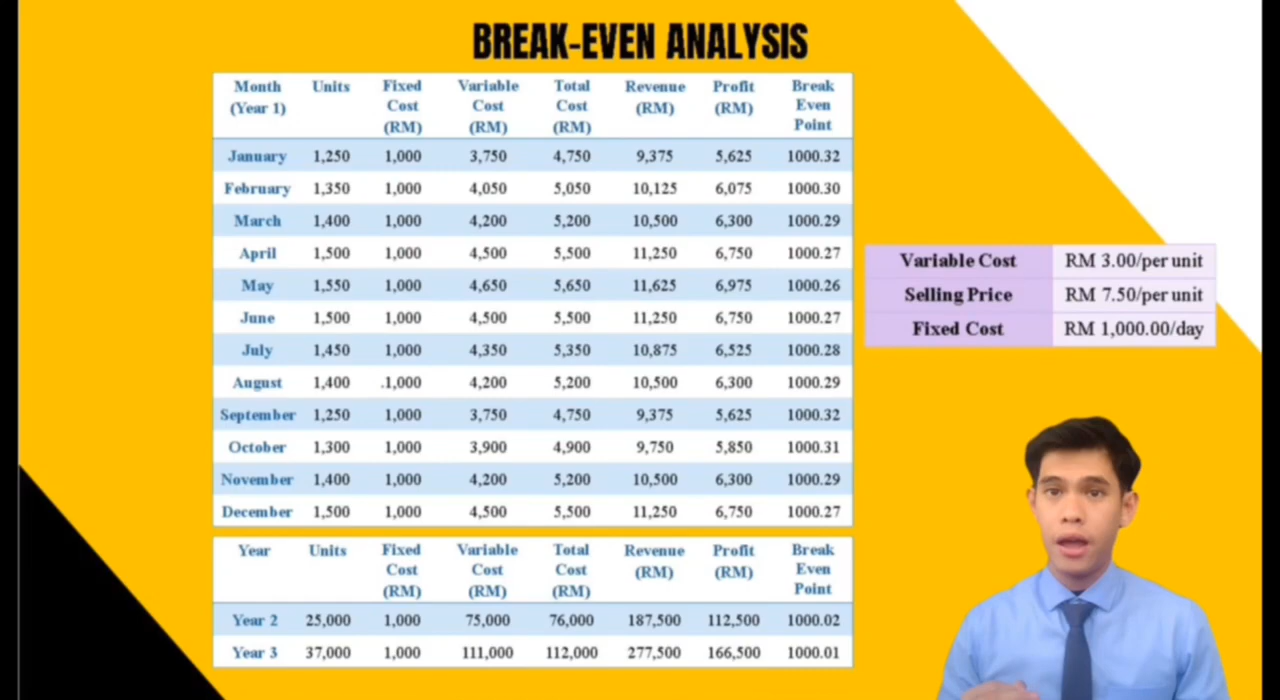 BREAK-EVEN ANALYSIS
Month Units Fixed Variable Total Revenue Profit Break
(Year 1) Cost Cost Cost (RM) (RM) Even
(RM) (RM) (RM) Point
January 1,250 1,000 3,750 4,750 9,375 5,625 1000.32
February 1,350 1,000 4,050 5,050 10,125 6,075 1000.30
March 1,400 1,000 4,200 5,200 10,500 6,300 1000.29
April 1,500 1,000 4,500 5,500 11,250 6,750 1000.27
May 1,550 1,000 4,650 5,650 11,625 6,975 1000.26
June 1,500 1,000 4,500 5,500 11,250 6,750 1000.27
July 1,450 1,000 4,350 5,350 10,875 6,525 1000.28
August 1,400 .1,000 4,200 5,200 10,500 6,300 1000.29
September 1,250 1,000 3,750 4,750 9,375 5,625 1000.32
October 1,300 1,000 3,900 4,900 9,750 5,850 1000.31
November 1,400 1,000 4,200 5,200 10,500 6,300 1000.29
December 1,500 1,000 4,500 5,500 11,250 6,750 1000.27
Year Units Fixed Variable Total Revenue Profit Break
Cost Cost Cost (RM) (RM) Even
(RM) (RM) (RM) Point
Year 2 25,000 1,000 75,000 76,000 187,500 112,500 1000.02
Year 3 37,000 1,000 111,000 112,000 277,500 166,500 1000.01
Variable Cost RM 3.00/per unit
Selling Price RM 7.50/per unit
Fixed Cost RM 1,000.00/day